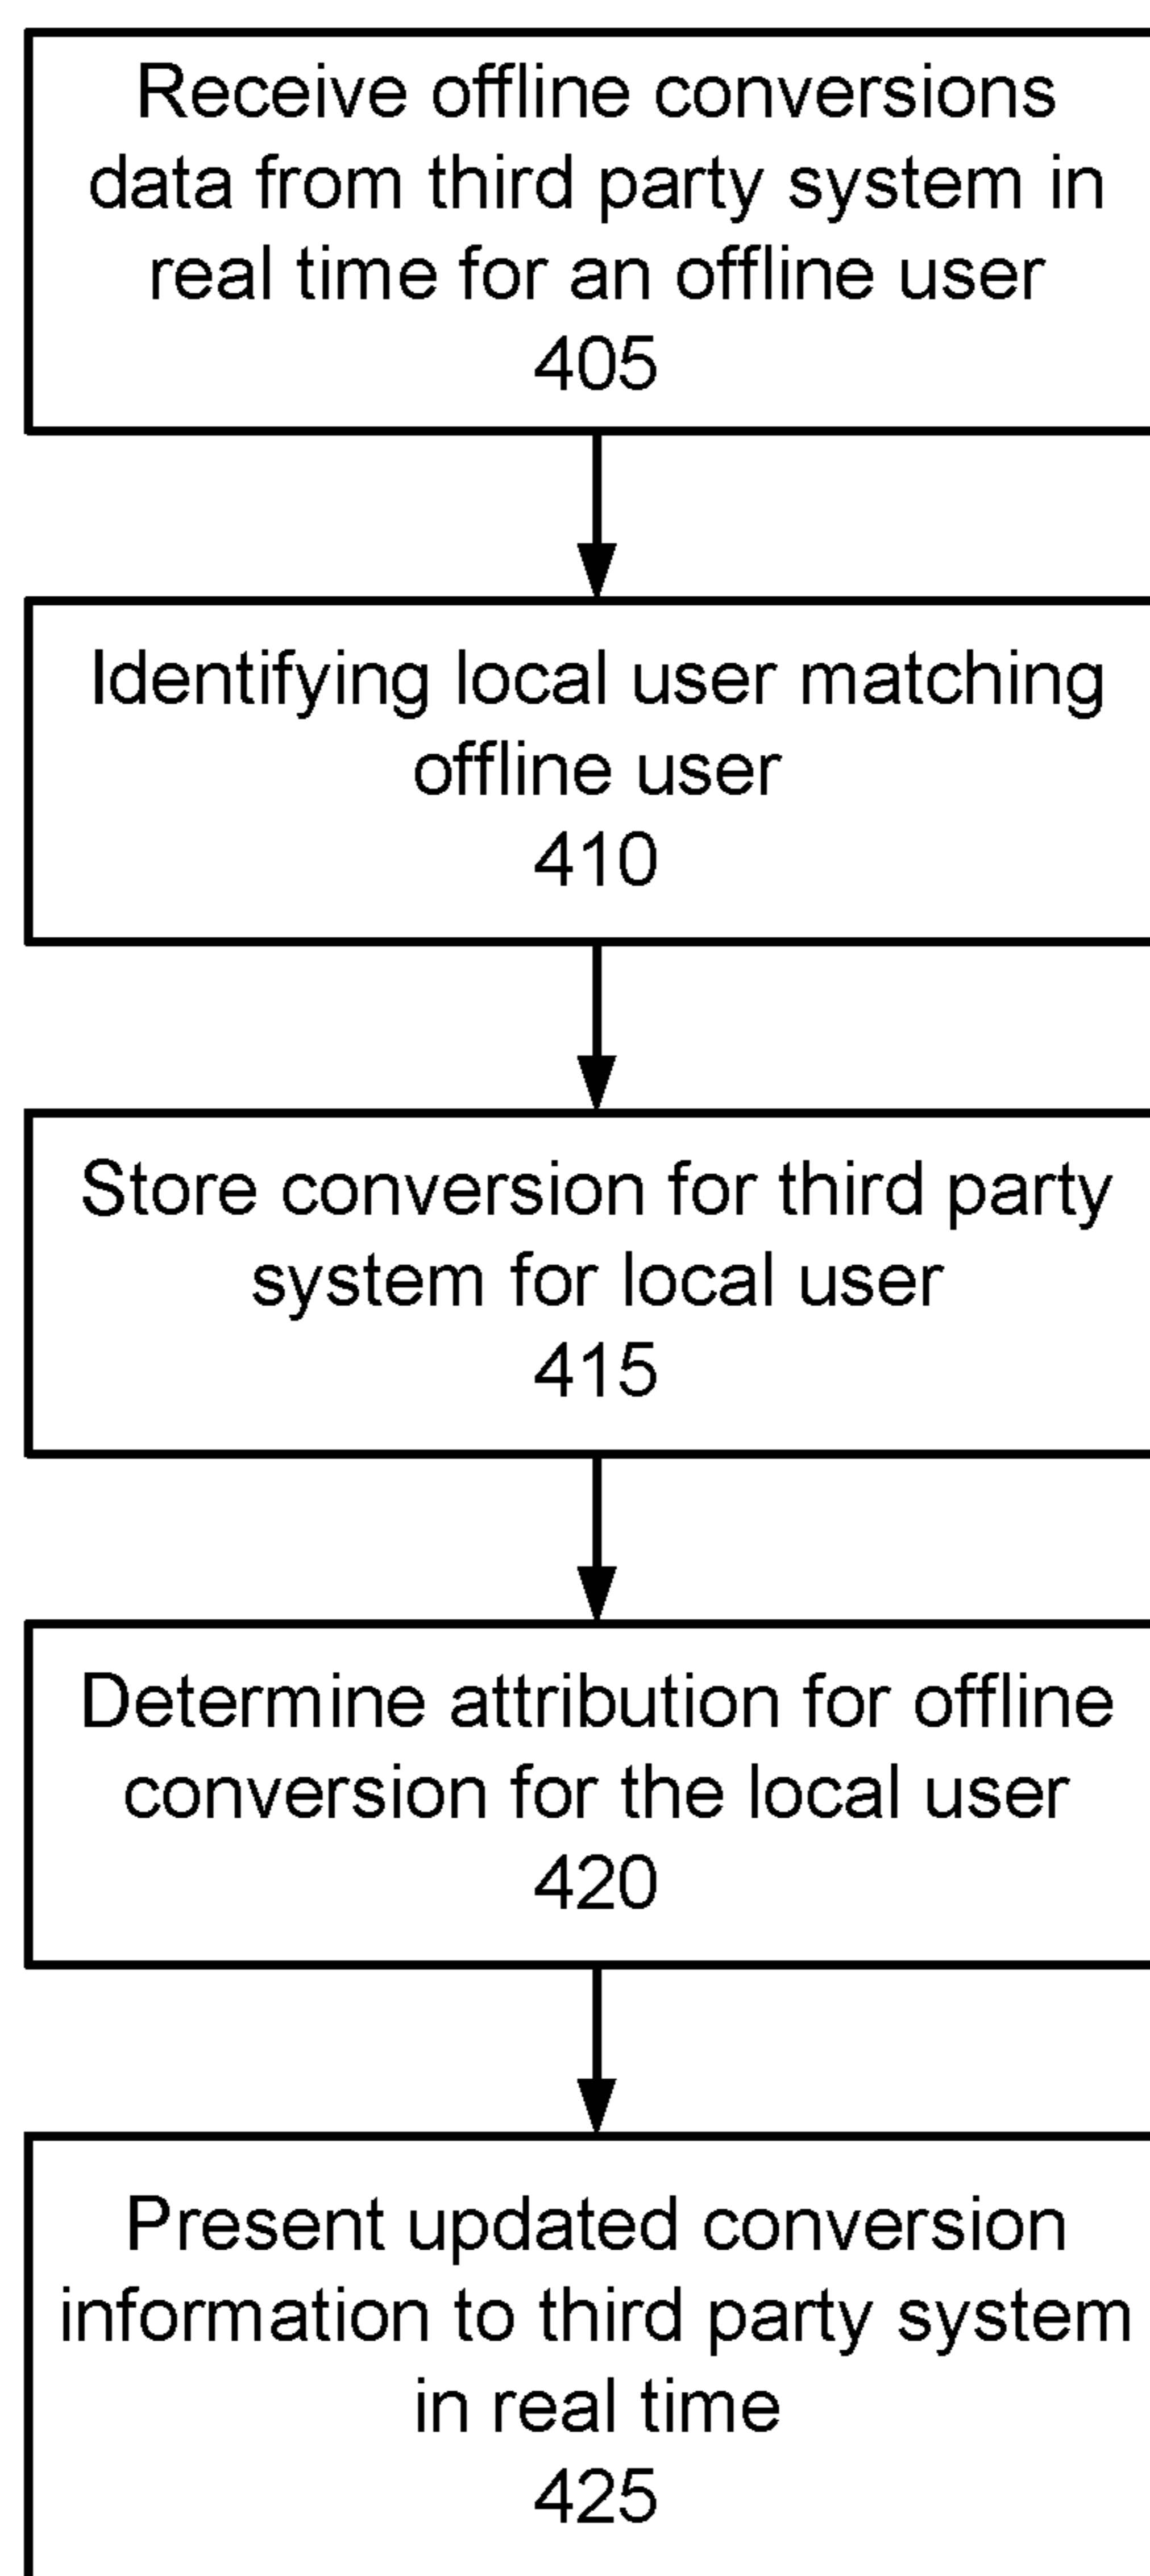 Receive offline conversions
data from third party system in
real time for an offline user
405
Identifying local user matching
offline user
410
Store conversion for third party
system for local user
415
Determine attribution for offline
conversion for the local user
420
Present updated conversion
information to third party system
in real time
425